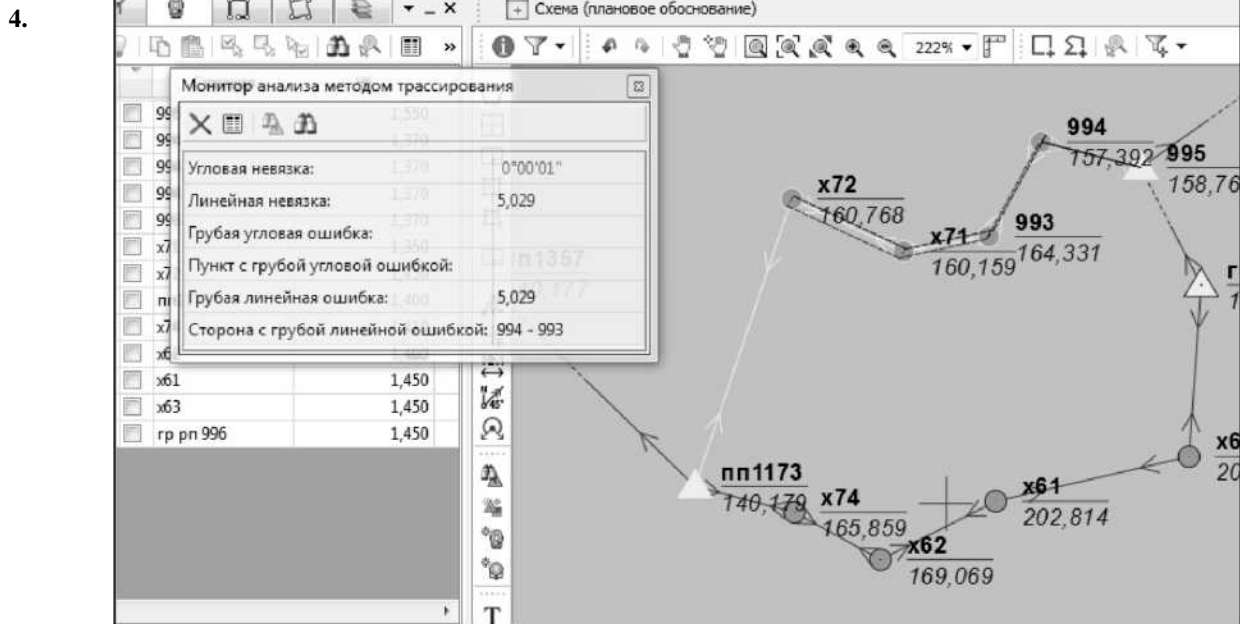 4.
Схема (плановое обоснование)
222%
Монитор анализа методом трассирования
Угловая невязка: 0°00'01"
Линейная невязка: 5,029
Грубая угловая ошибка:
Пункт с грубой угловой ошибкой:
Грубая линейная ошибка: 5,029
Сторона с грубой линейной ошибкой: 994 - 993
x61 1,450
x63 1,450
гр рп 996 1,450
994
157,392
995
158,76
x72
160,768
x71
160,159
993
164,331
пп1173
140,179
x74
165,859
x62
169,069
x61
202,814
x6
20
T